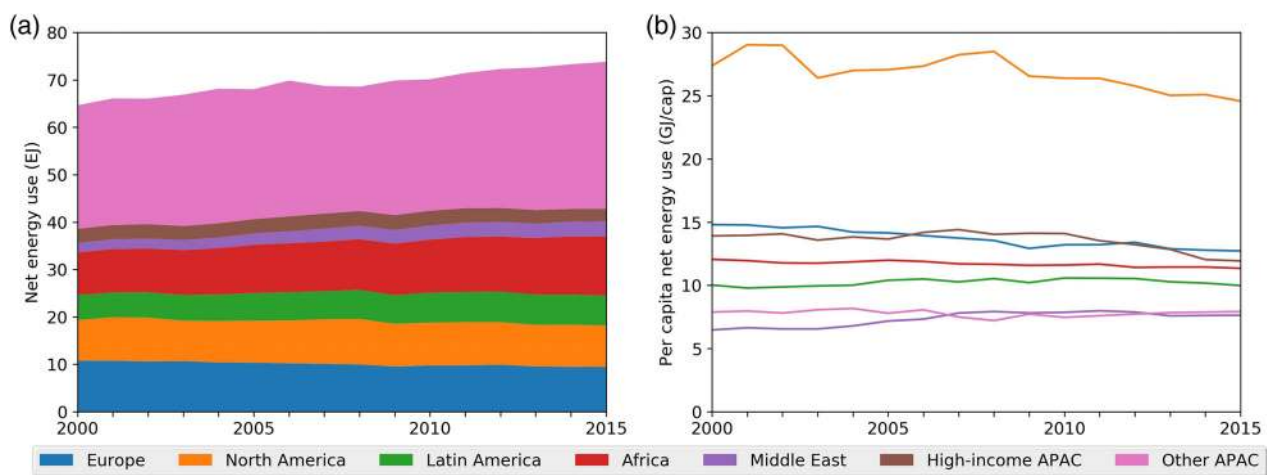 (a)
80
70
60
50
40
30
20
10
0
Net energy use (EJ)
2000 2005 2010 2015
(b)
30
25
20
15
10
5
0
Per capita net energy use (GJ/cap)
2000 2005 2010 2015
Europe North America Latin America Africa Middle East High-income APAC Other APAC